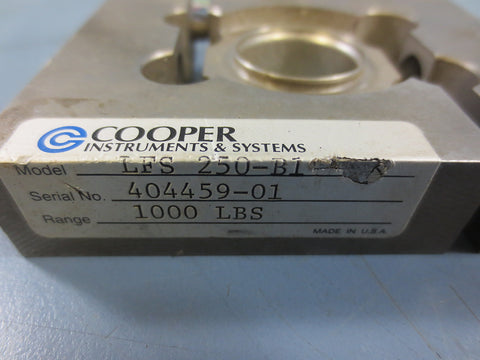 COOPER
INSTRUMENTS & SYSTEMS
Model LFS 250-B1
Serial No. 404459-01
Range 1000 LBS
MADE IN U.S.A.